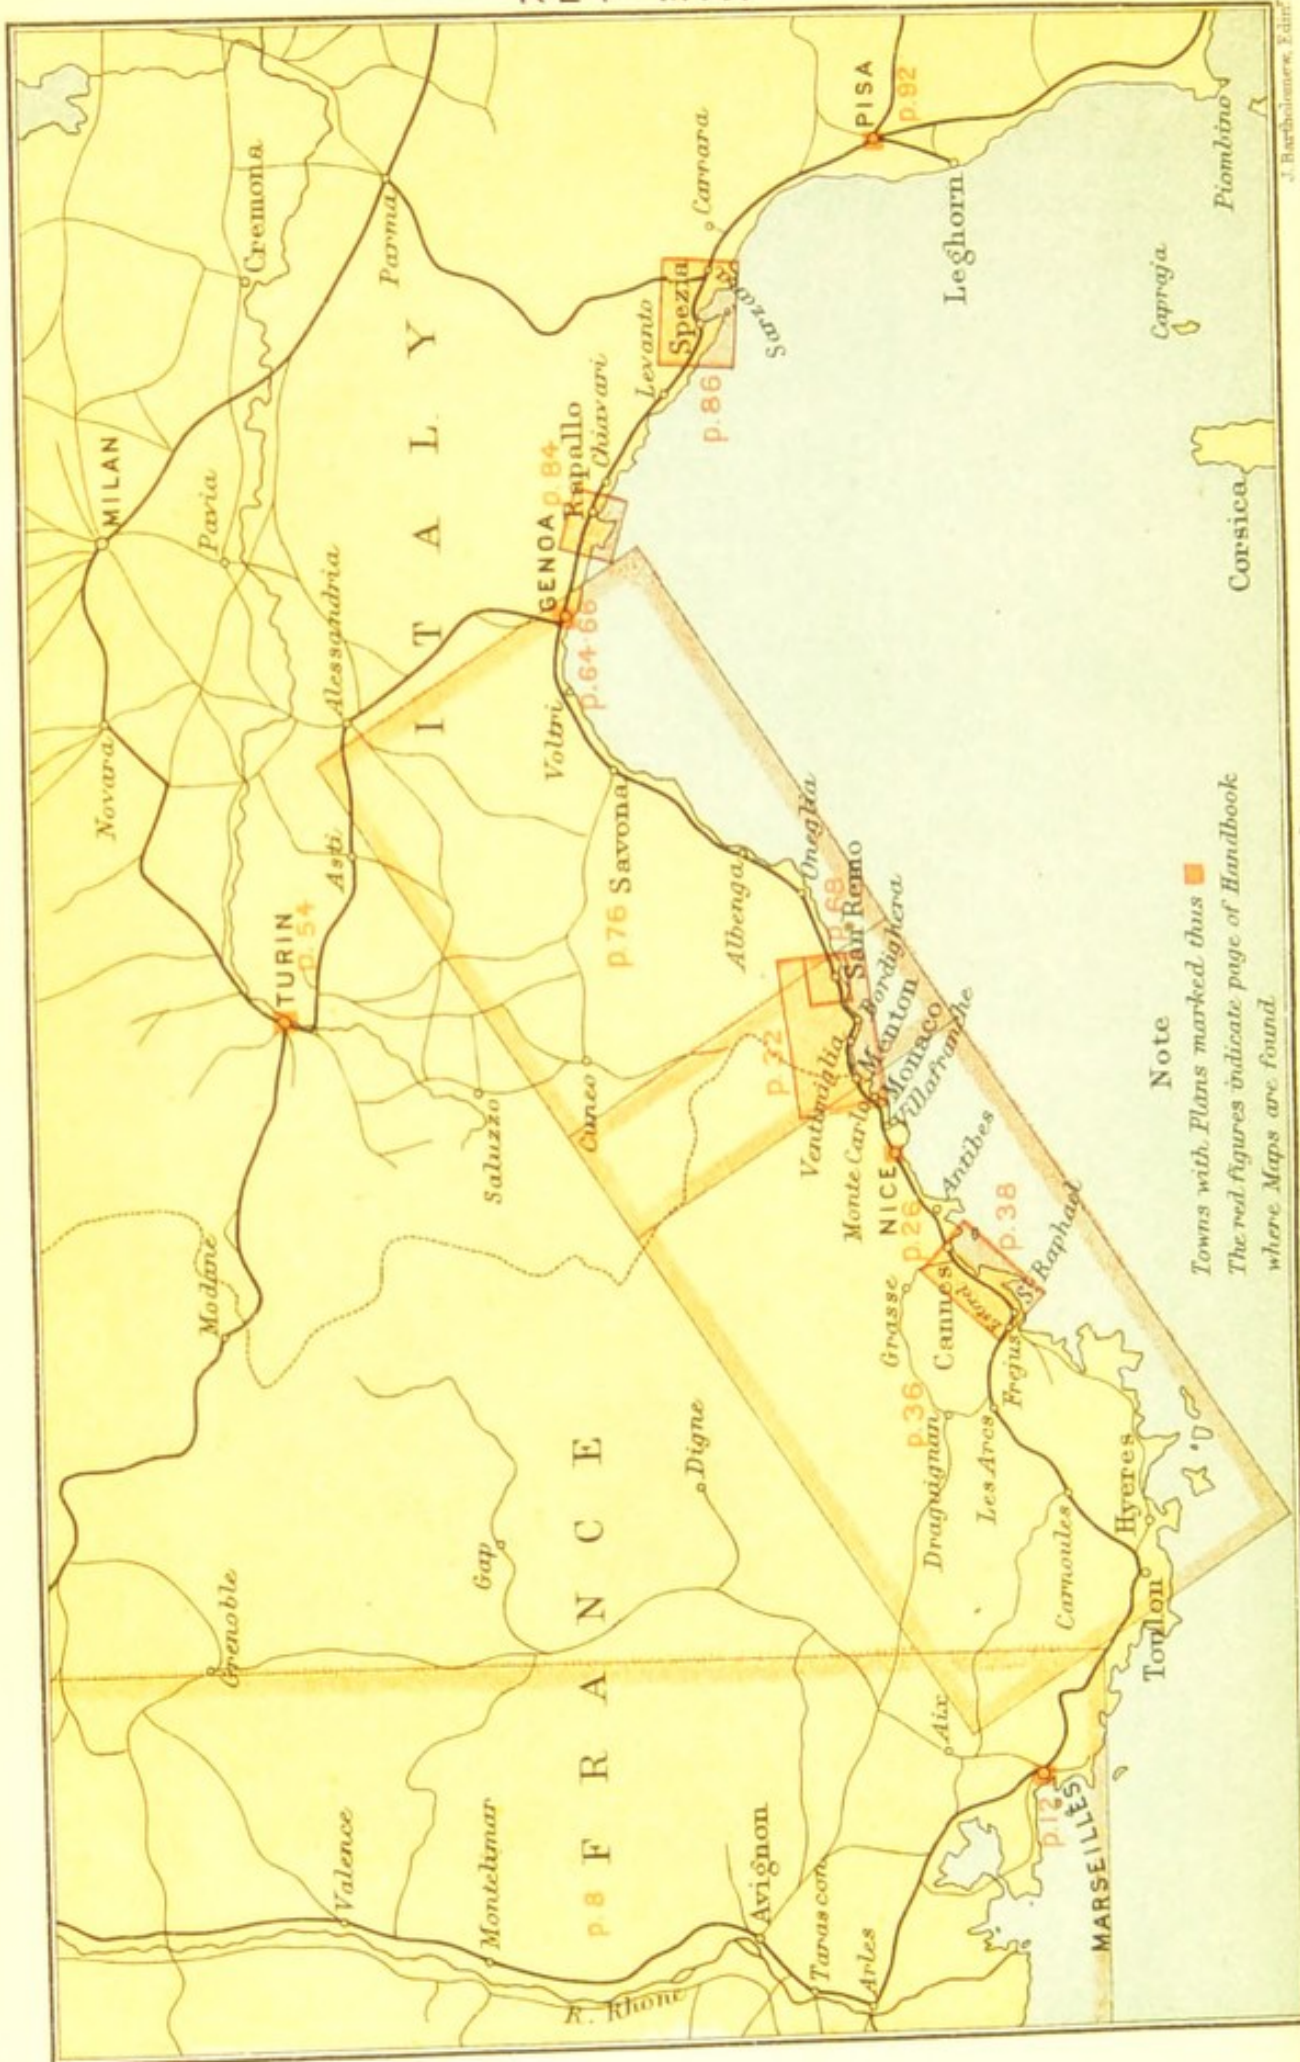 MILAN
Novara
Pavia
Cremona
TURIN
p. 54
Asti
Alessandria
Parma
Modane
Saluzzo
Cuneo
Grenoble
Valence
Montelimar
Gap
Digne
ITALY
FRANCE
p. 8
Avignon
Tarascon
Arles
R. Rhone
Aix
MARSEILLES
p. 12
Toulon
Hyeres
Carnoules
Les Arcs
Draguignan
p. 36
Frejus
St. Raphael
Estérel
Cannes
p. 38
Grasse
p. 26
Antibes
NICE
Villafranche
Monaco
Monte Carlo
Menton
Ventimiglia
p. 32
Bordighera
San Remo
p. 68
Oneglia
Albenga
p. 76
Savona
Voltri
GENOA
p. 64-66
p. 84
Rapallo
Chiavari
Levanto
Spezia
p. 86
Sarzana
Carrara
PISA
p. 92
Leghorn
Piombino
Capraja
Corsica
Note
Towns with Plans marked thus
The red figures indicate page of Handbook
where Maps are found
J. Bartholomew, Edinr